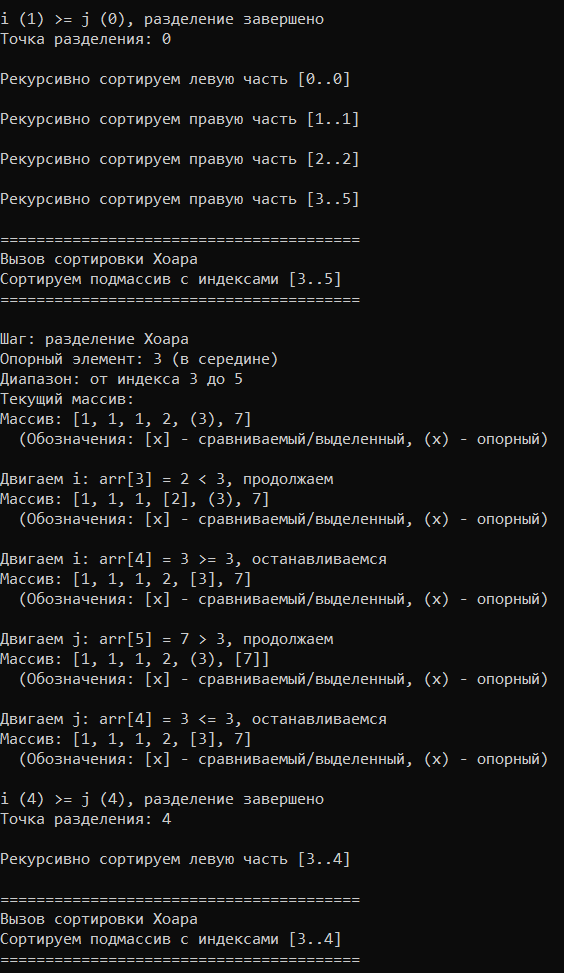 i (1) >= j (0), разделение завершено
Точка разделения: 0
Рекурсивно сортируем левую часть [0..0]
Рекурсивно сортируем правую часть [1..1]
Рекурсивно сортируем правую часть [2..2]
Рекурсивно сортируем правую часть [3..5]
========================================
Вызов сортировки Хоара
Сортируем подмассив с индексами [3..5]
========================================
Шаг: разделение Хоара
Опорный элемент: 3 (в середине)
Диапазон: от индекса 3 до 5
Текущий массив:
Массив: [1, 1, 1, 2, (3), 7]
  (Обозначения: [x] - сравниваемый/выделенный, (x) - опорный)
Двигаем i: arr[3] = 2 < 3, продолжаем
Массив: [1, 1, 1, [2], (3), 7]
  (Обозначения: [x] - сравниваемый/выделенный, (x) - опорный)
Двигаем i: arr[4] = 3 >= 3, останавливаемся
Массив: [1, 1, 1, 2, [3], 7]
  (Обозначения: [x] - сравниваемый/выделенный, (x) - опорный)
Двигаем j: arr[5] = 7 > 3, продолжаем
Массив: [1, 1, 1, 2, (3), [7]]
  (Обозначения: [x] - сравниваемый/выделенный, (x) - опорный)
Двигаем j: arr[4] = 3 <= 3, останавливаемся
Массив: [1, 1, 1, 2, [3], 7]
  (Обозначения: [x] - сравниваемый/выделенный, (x) - опорный)
i (4) >= j (4), разделение завершено
Точка разделения: 4
Рекурсивно сортируем левую часть [3..4]
========================================
Вызов сортировки Хоара
Сортируем подмассив с индексами [3..4]
========================================